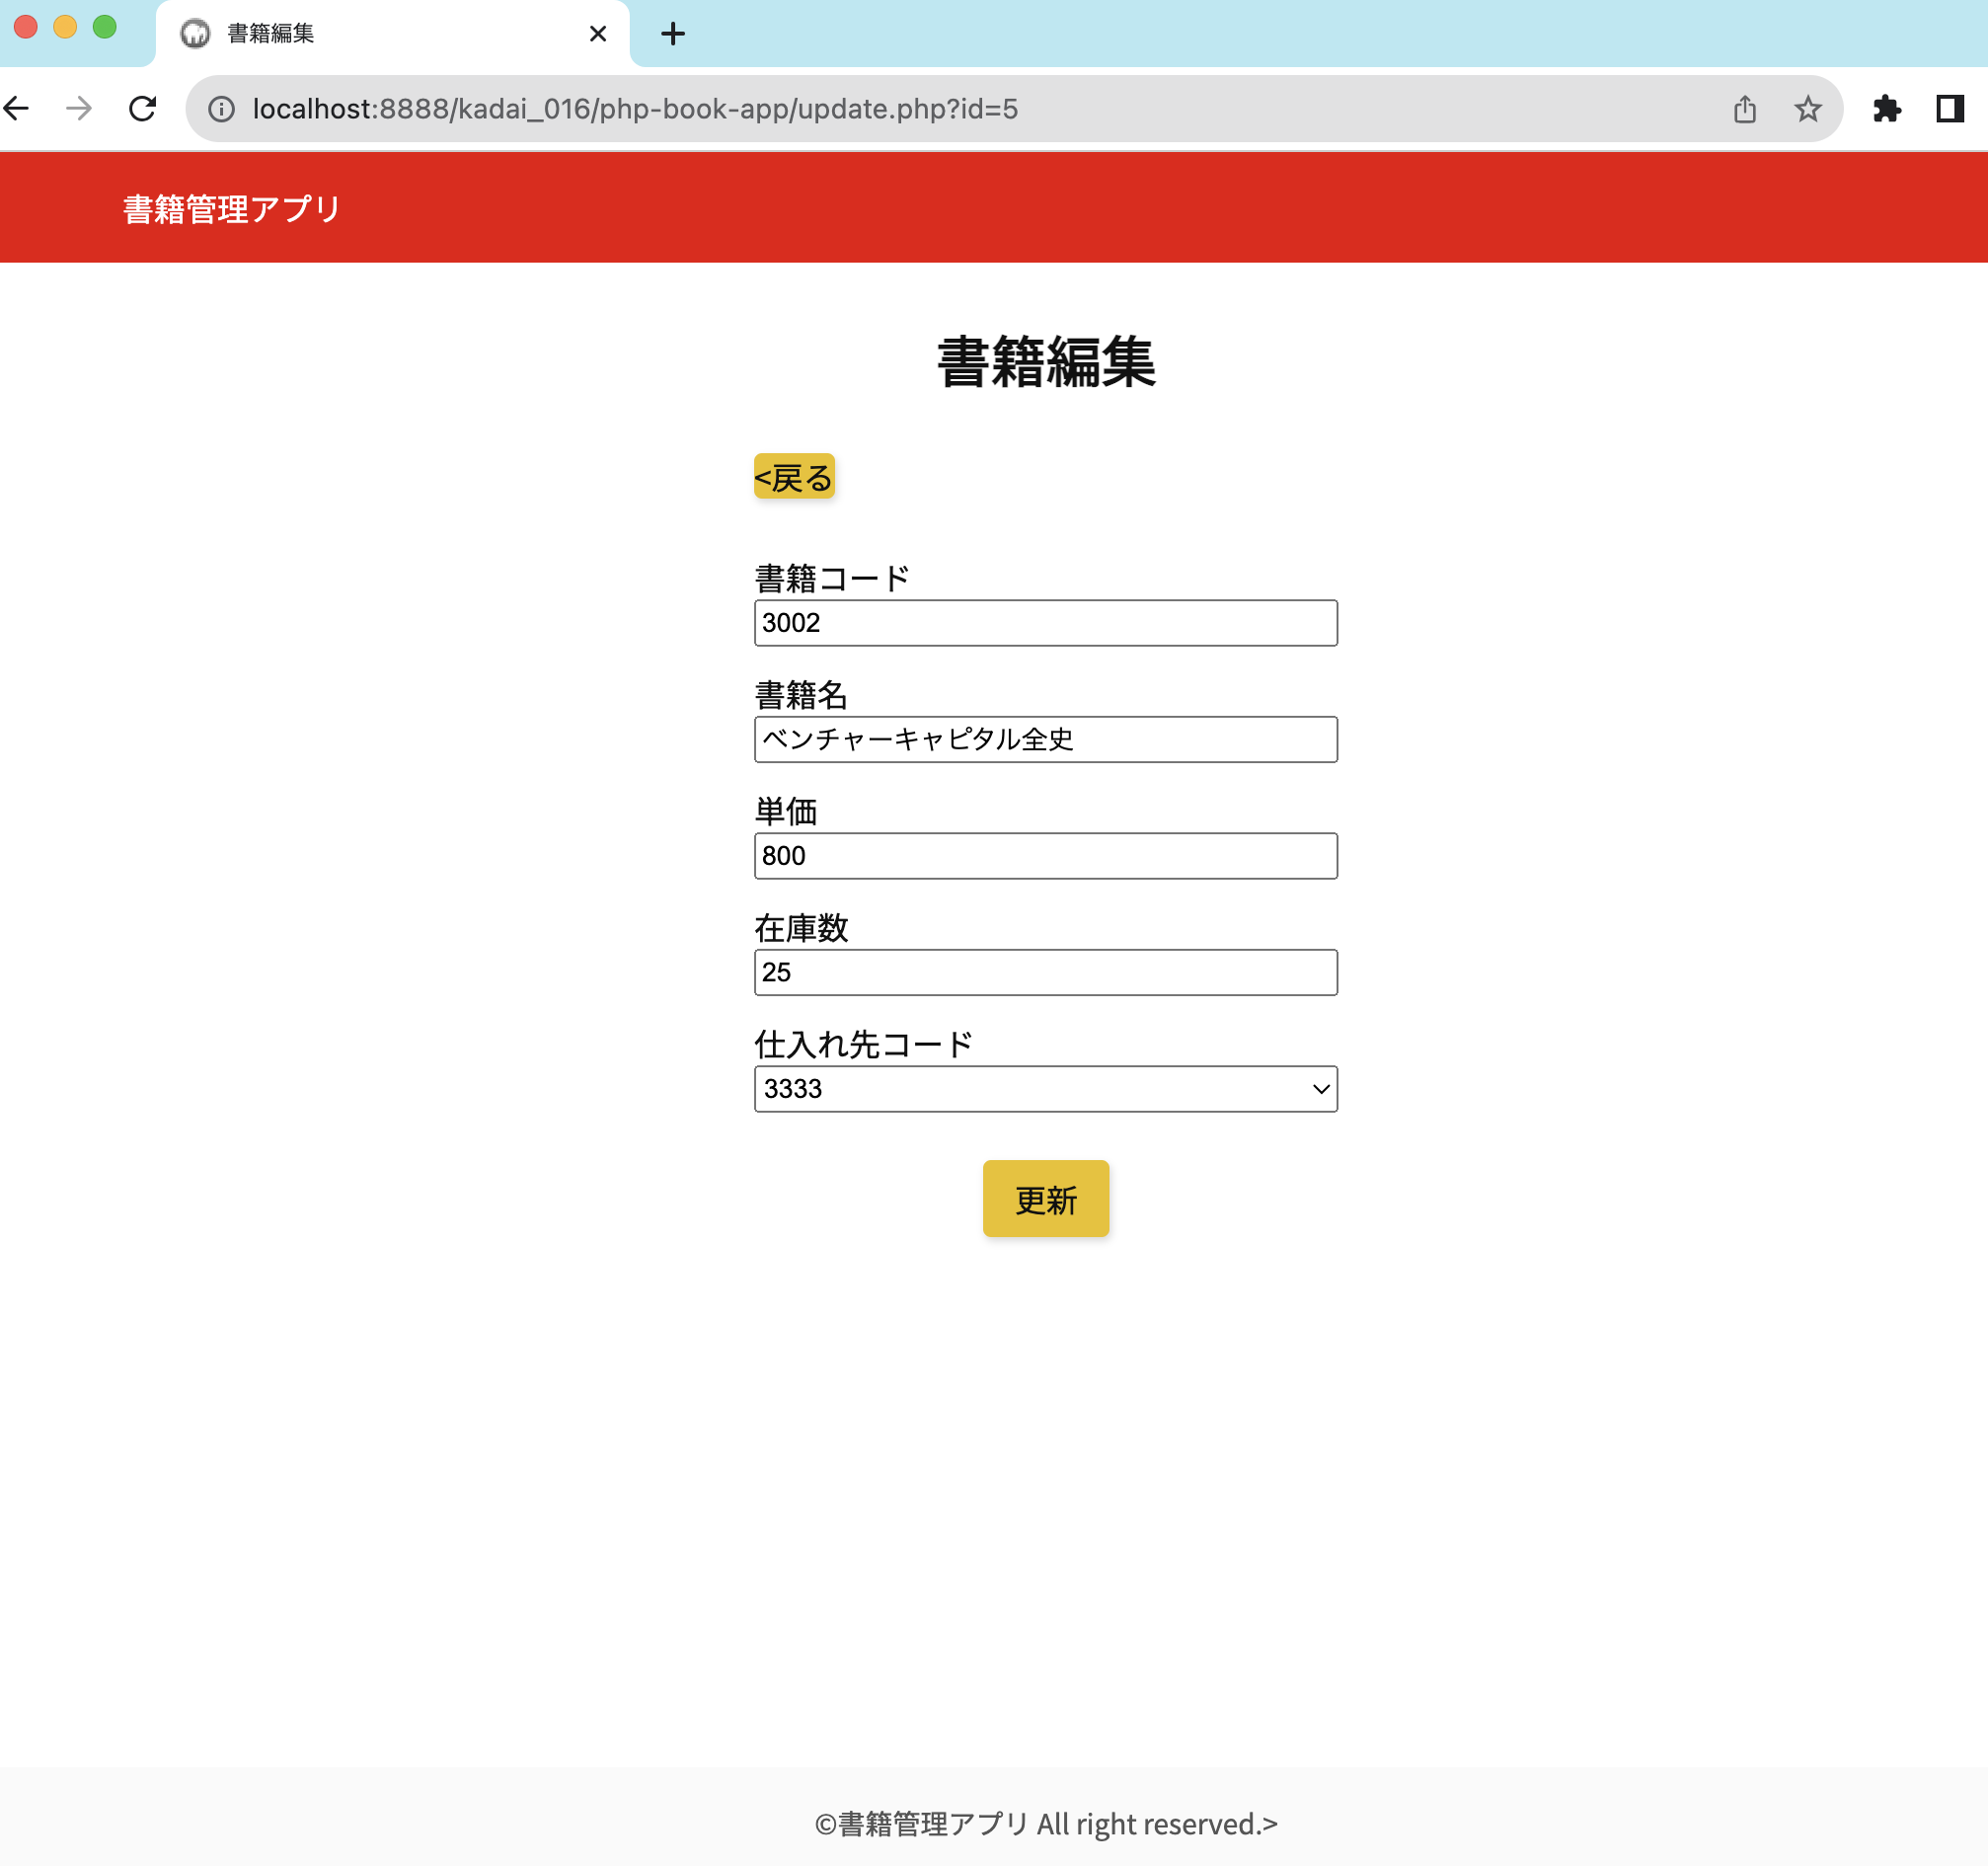 書籍編集
localhost:8888/kadai_016/php-book-app/update.php?id=5
書籍管理アプリ
書籍編集
<戻る
書籍コード
3002
書籍名
ベンチャーキャピタル全史
単価
800
在庫数
25
仕入れ先コード
3333
更新
©書籍管理アプリ All right reserved.>